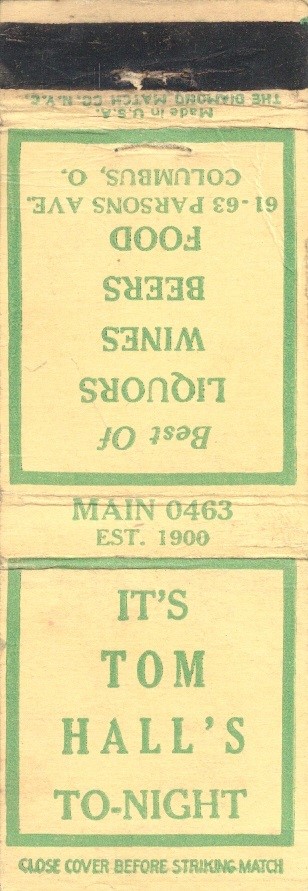 Made in U.S.A.
THE DIAMOND MATCH CO. N.Y.C.
Best Of
LIQUORS
WINES
BEERS
FOOD
61-63 PARSONS AVE.
COLUMBUS, O.
MAIN 0463
EST. 1900
IT'S
TOM
HALL'S
TO-NIGHT
CLOSE COVER BEFORE STRIKING MATCH